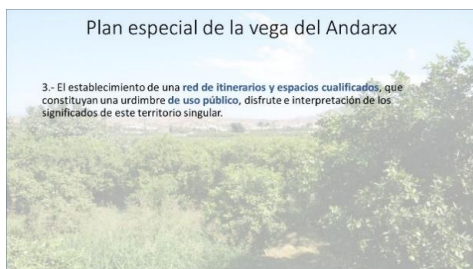 Plan especial de la vega del Andarax
3.- El establecimiento de una red de itinerarios y espacios cualificados, que
constituyan una urdimbre de uso público, disfrute e interpretación de los
significados de este territorio singular.